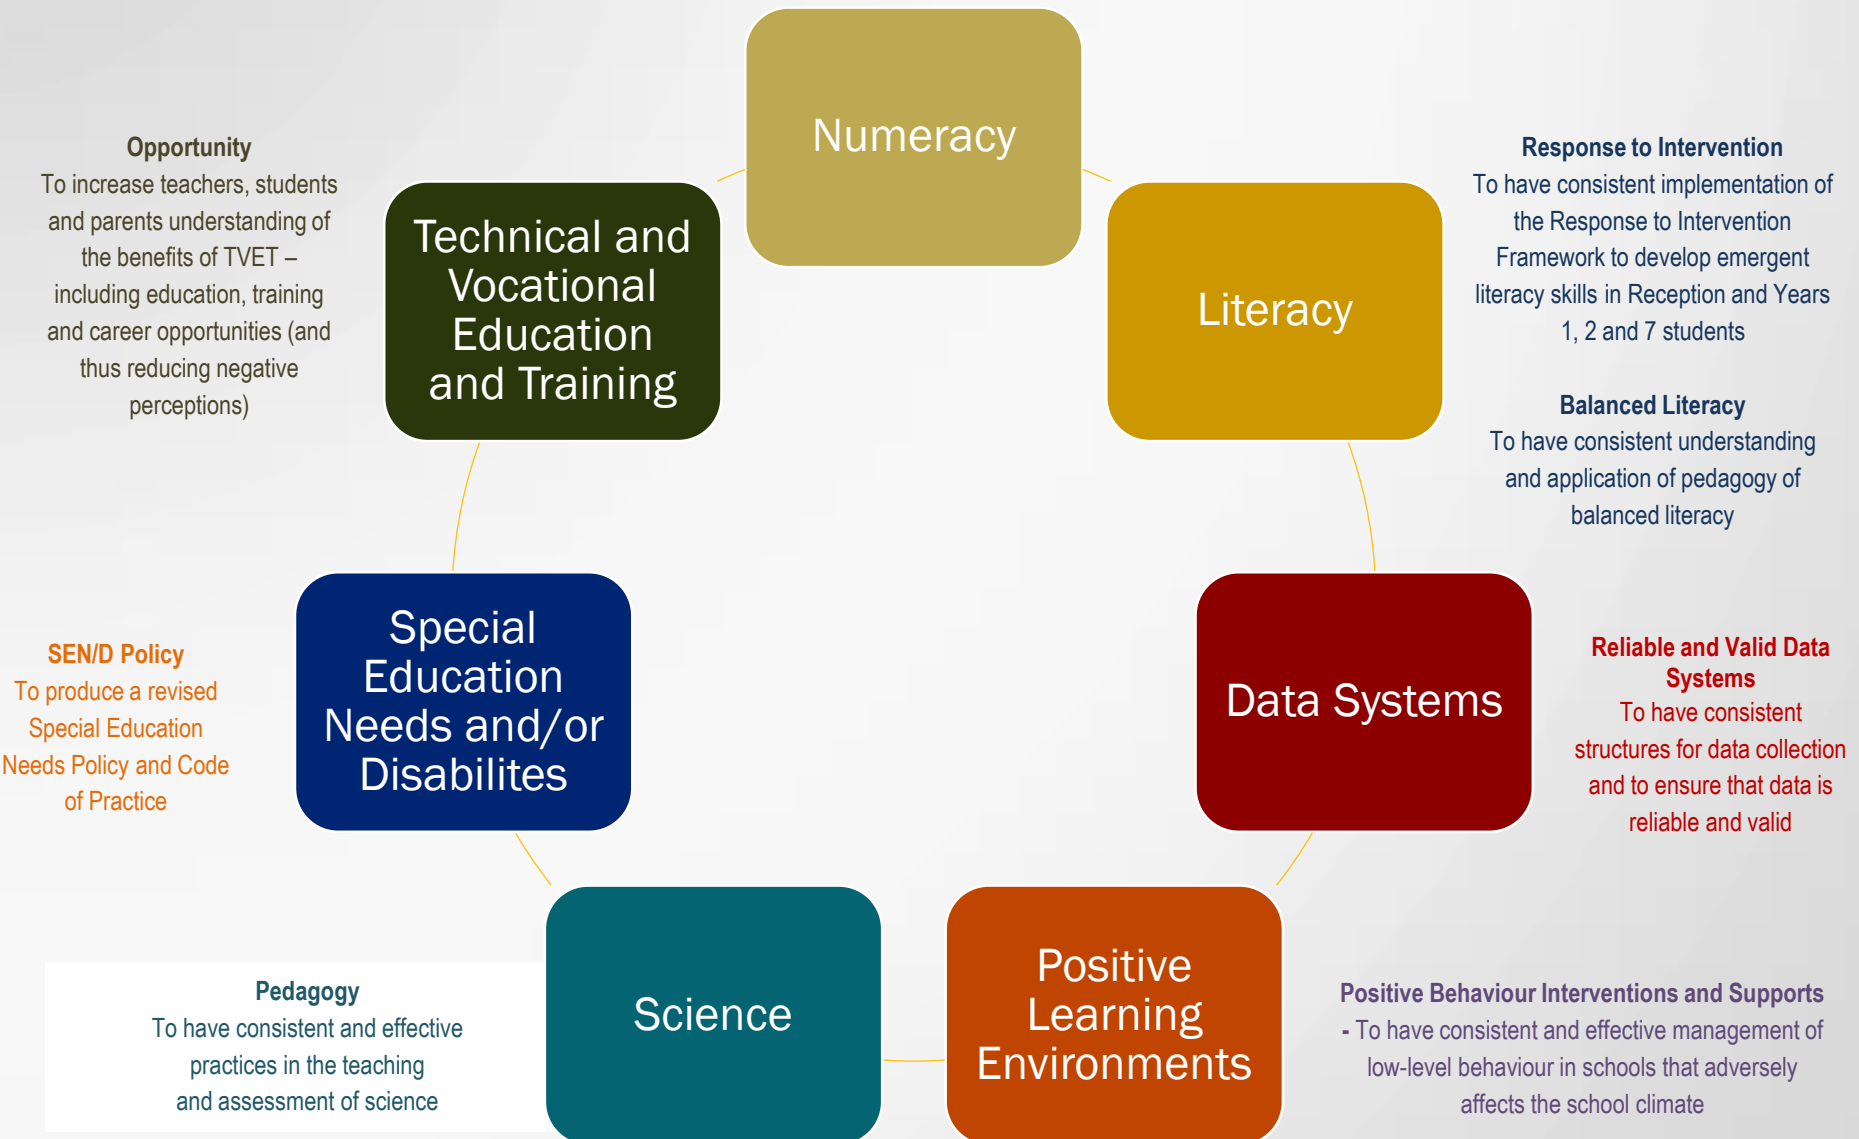 Numeracy
Opportunity
To increase teachers, students
and parents understanding of
the benefits of TVET –
including education, training
and career opportunities (and
thus reducing negative
perceptions)
Technical and
Vocational
Education
and Training
Literacy
Response to Intervention
To have consistent implementation of
the Response to Intervention
Framework to develop emergent
literacy skills in Reception and Years
1, 2 and 7 students
Balanced Literacy
To have consistent understanding
and application of pedagogy of
balanced literacy
SEN/D Policy
To produce a revised
Special Education
Needs Policy and Code
of Practice
Special
Education
Needs and/or
Disabilites
Data Systems
Reliable and Valid Data
Systems
To have consistent
structures for data collection
and to ensure that data is
reliable and valid
Pedagogy
To have consistent and effective
practices in the teaching
and assessment of science
Science
Positive
Learning
Environments
Positive Behaviour Interventions and Supports
- To have consistent and effective management of
low-level behaviour in schools that adversely
affects the school climate